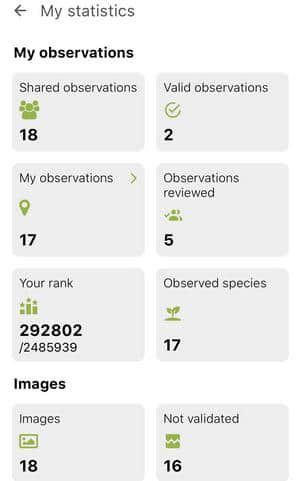 My statistics
My observations
Shared observations
18
Valid observations
2
My observations
17
Observations
reviewed
5
Your rank
292802
/2485939
Observed species
17
Images
Images
18
Not validated
16